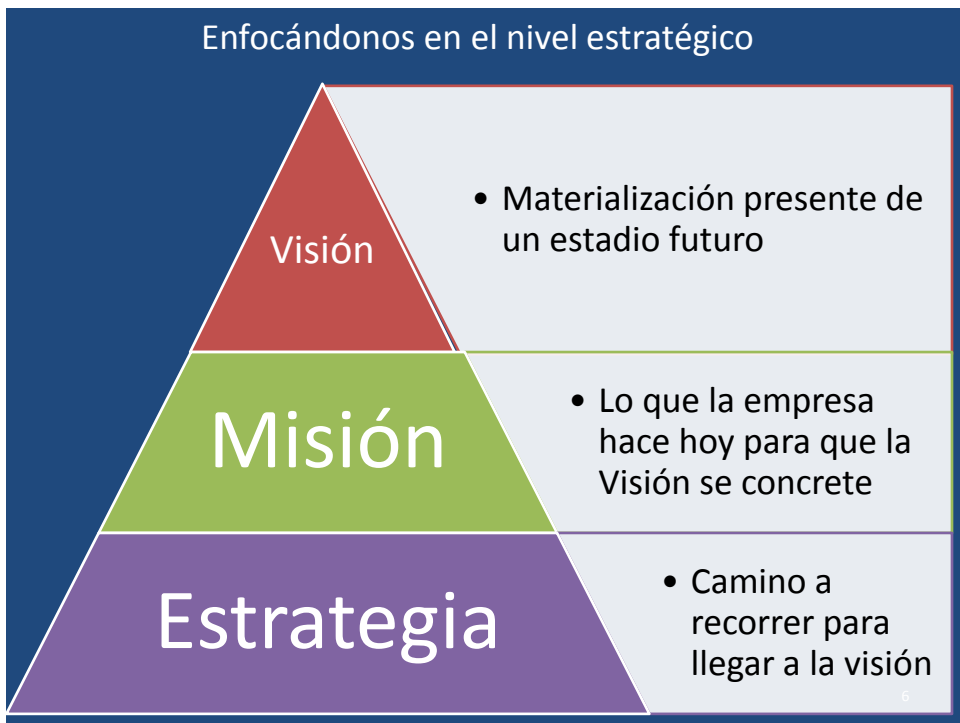 Enfocándonos en el nivel estratégico
Visión
• Materialización presente de
un estadio futuro
Misión
• Lo que la empresa
hace hoy para que la
Visión se concrete
Estrategia
• Camino a
recorrer para
llegar a la visión
6